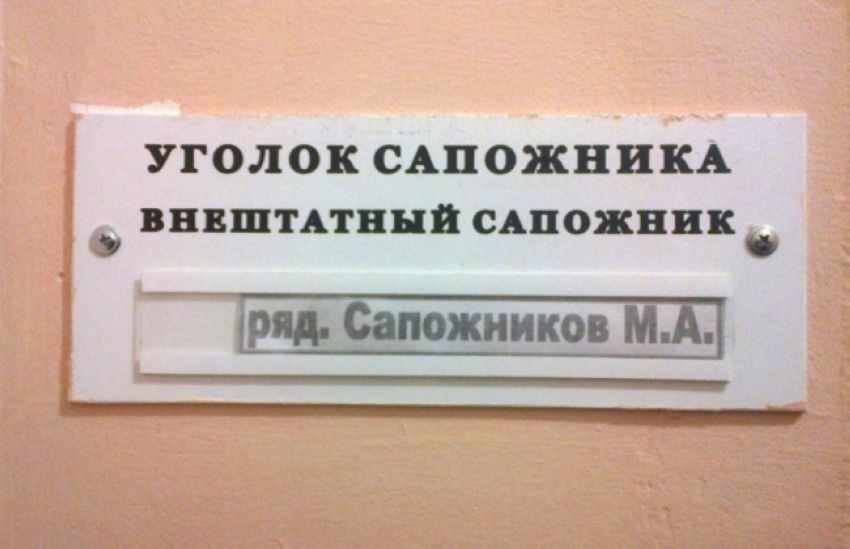 УГОЛОК САПОЖНИКА
ВНЕШТАТНЫЙ САПОЖНИК
ряд. Сапожников М.А.